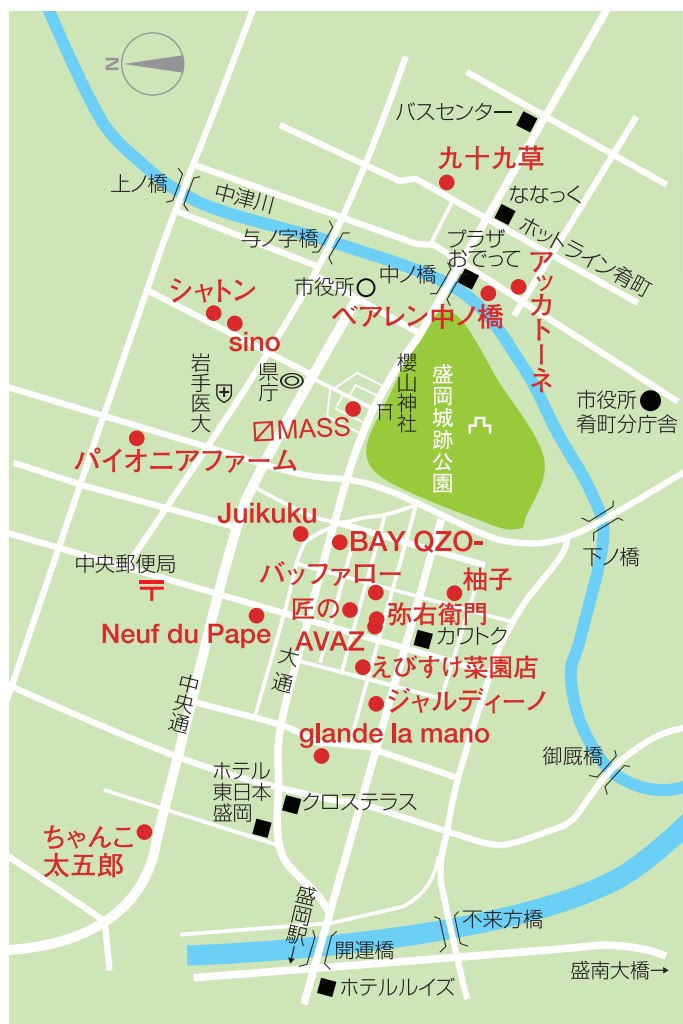 N
バスセンター
九十九草
上ノ橋
中津川
ななっく
ホットライン肴町
与ノ字橋
プラザ
おでって
中ノ橋
アッカトーネ
シャトン
市役所
ベアレン中ノ橋
sino
岩手医大
県庁
櫻山神社
盛岡城跡公園
市役所
肴町分庁舎
MASS
パイオニアファーム
Juikuku
BAY QZO-
下ノ橋
中央郵便局
バッファロー
柚子
匠の
弥右衛門
Neuf du Pape
AVAZ
カワトク
大通
えびすけ菜園店
中央通
ジャルディーノ
glande la mano
御厩橋
ホテル
東日本
盛岡
クロステラス
ちゃんこ
太五郎
盛岡駅→
不来方橋
開運橋
盛南大橋→
ホテルルイズ